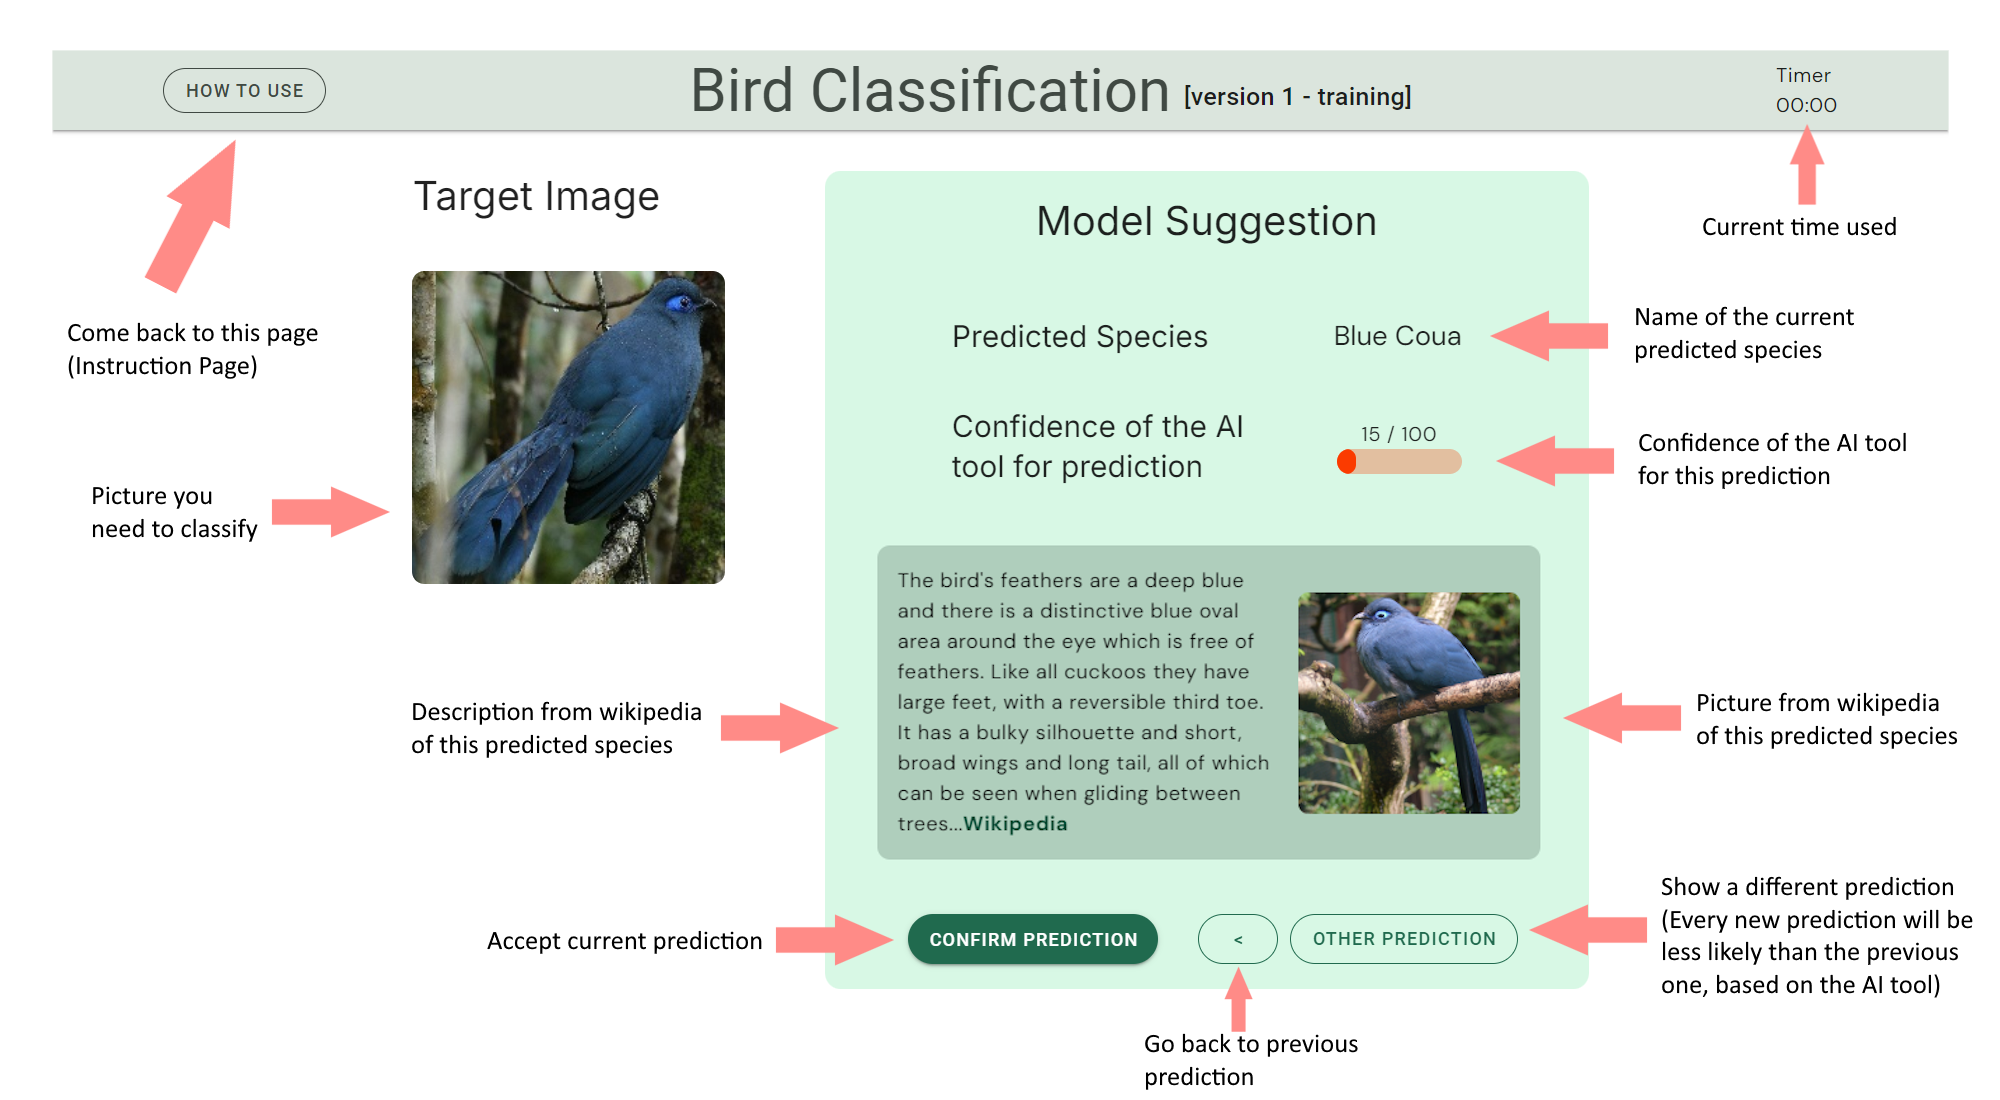 HOW TO USE
Bird Classification [version 1 - training]
Timer
00:00
Current time used
Come back to this page
(Instruction Page)
Target Image
Picture you
need to classify
Model Suggestion
Predicted Species
Blue Coua
Name of the current
predicted species
Confidence of the AI
tool for prediction
15 / 100
Confidence of the AI tool
for this prediction
Description from wikipedia
of this predicted species
The bird's feathers are a deep blue
and there is a distinctive blue oval
area around the eye which is free of
feathers. Like all cuckoos they have
large feet, with a reversible third toe.
It has a bulky silhouette and short,
broad wings and long tail, all of which
can be seen when gliding between
trees...Wikipedia
Picture from wikipedia
of this predicted species
Accept current prediction
CONFIRM PREDICTION
<
OTHER PREDICTION
Show a different prediction
(Every new prediction will be
less likely than the previous
one, based on the AI tool)
Go back to previous
prediction